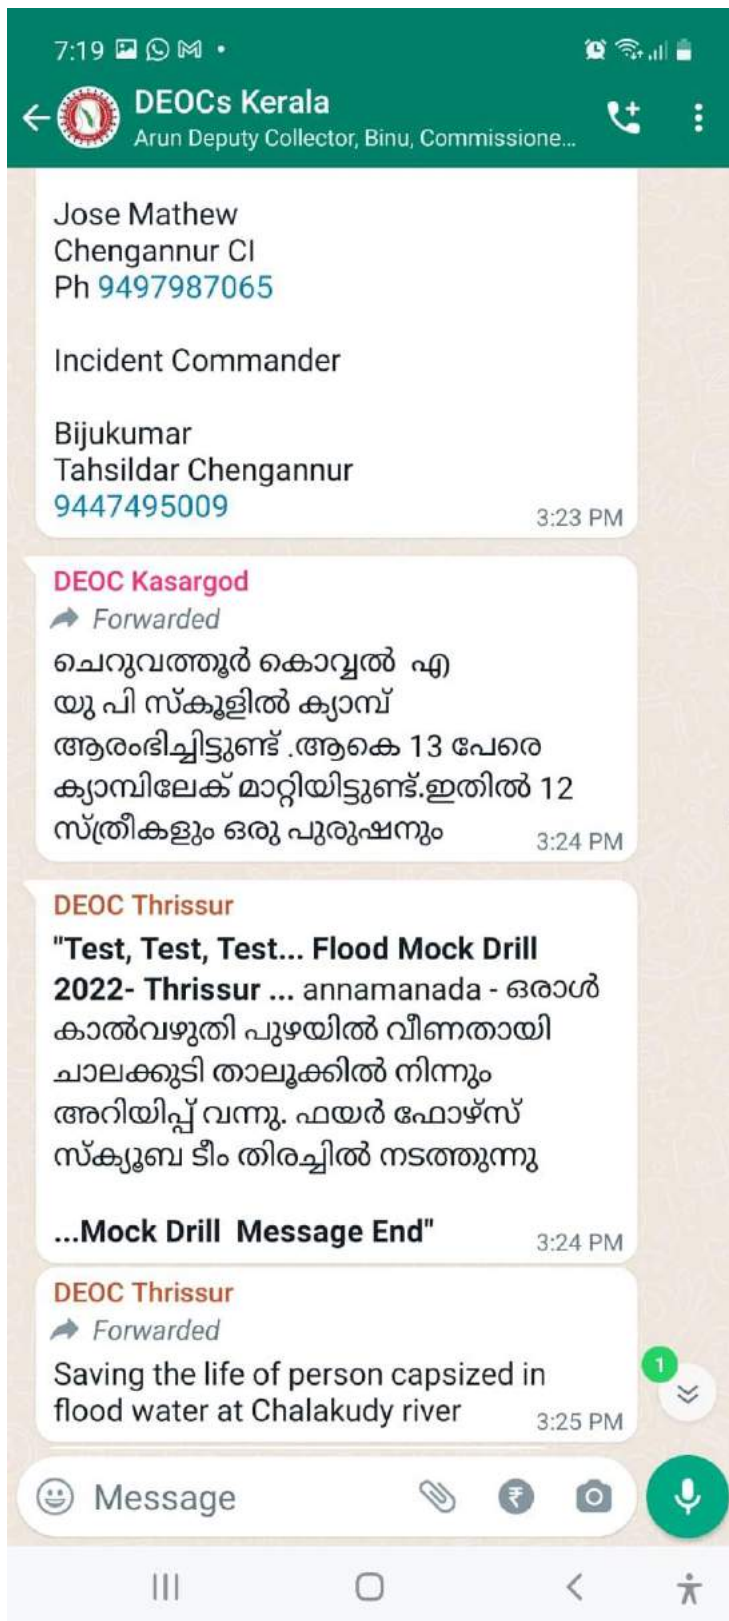 7:19
DEOCs Kerala
Arun Deputy Collector, Binu, Commissione...
Jose Mathew
Chengannur CI
Ph 9497987065
Incident Commander
Bijukumar
Tahsildar Chengannur
9447495009
3:23 PM
DEOC Kasargod
Forwarded
ചെറുവത്തൂർ കൊവ്വൽ എ
യു പി സ്കൂളിൽ ക്യാമ്പ്
ആരംഭിച്ചിട്ടുണ്ട് .ആകെ 13 പേരെ
ക്യാമ്പിലേക് മാറ്റിയിട്ടുണ്ട്.ഇതിൽ 12
സ്ത്രീകളും ഒരു പുരുഷനും
3:24 PM
DEOC Thrissur
"Test, Test, Test... Flood Mock Drill
2022- Thrissur ... annamanada - ഒരാൾ
കാൽവഴുതി പുഴയിൽ വീണതായി
ചാലക്കുടി താലൂക്കിൽ നിന്നും
അറിയിപ്പ് വന്നു. ഫയർ ഫോഴ്സ്
സ്ക്യൂബ ടീം തിരച്ചിൽ നടത്തുന്നു
...Mock Drill Message End"
3:24 PM
DEOC Thrissur
Forwarded
Saving the life of person capsized in
flood water at Chalakudy river
3:25 PM
1
Message